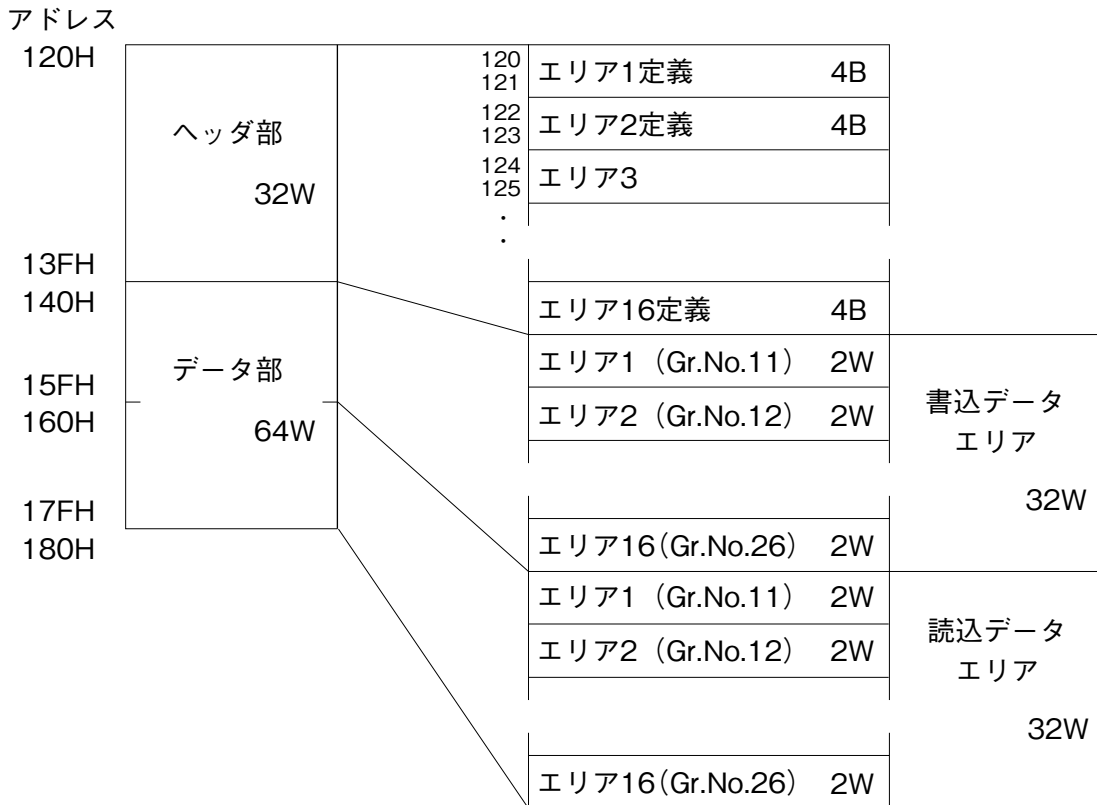 アドレス
120H
ヘッダ部
32W
13FH
140H
データ部
15FH
160H
64W
17FH
180H
120
121
エリア1定義 4B
122
123
エリア2定義 4B
124
125
エリア3
・
・
エリア16定義 4B
エリア1（Gr.No.11） 2W
エリア2（Gr.No.12） 2W
エリア16（Gr.No.26） 2W
書込データ
エリア
32W
エリア1（Gr.No.11） 2W
エリア2（Gr.No.12） 2W
エリア16（Gr.No.26） 2W
読込データ
エリア
32W